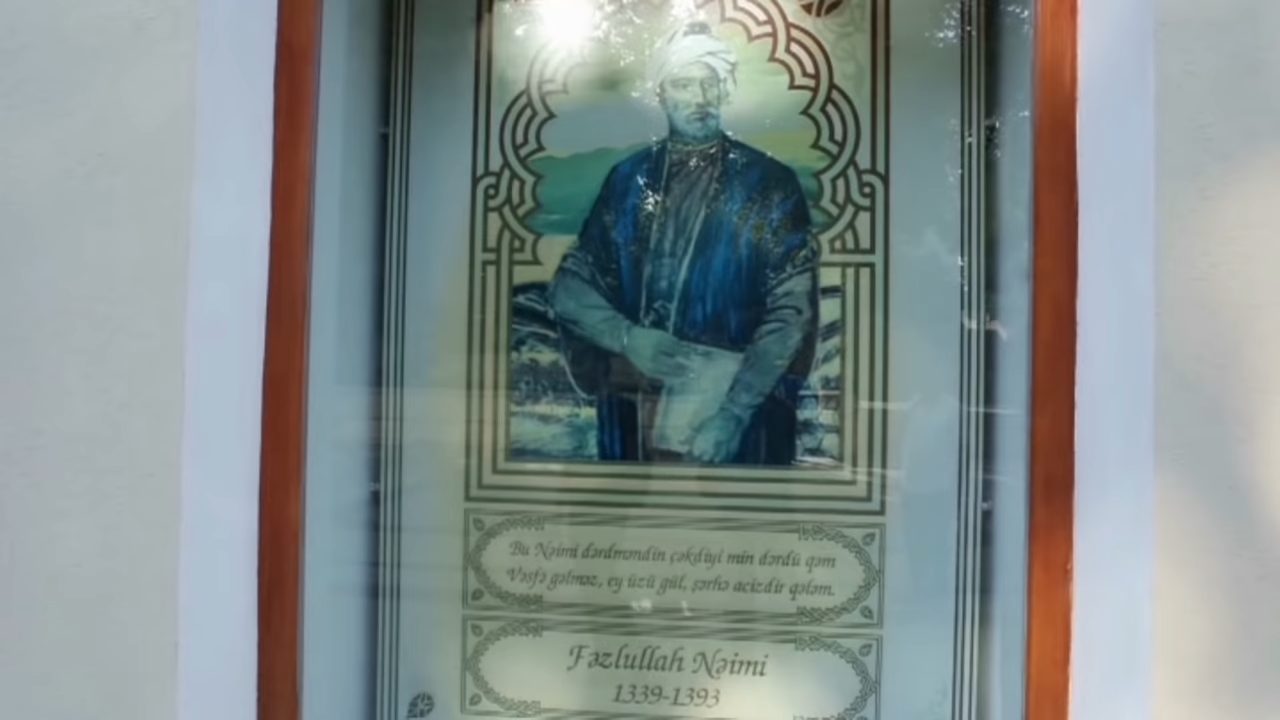 Bu Nəimi dərdməndin çəkdiyi min dərdü qəm
Vəsfə gəlməz, ey üzü gül, şərhə acizdir qələm.
Fəzlullah Nəimi
1339-1393